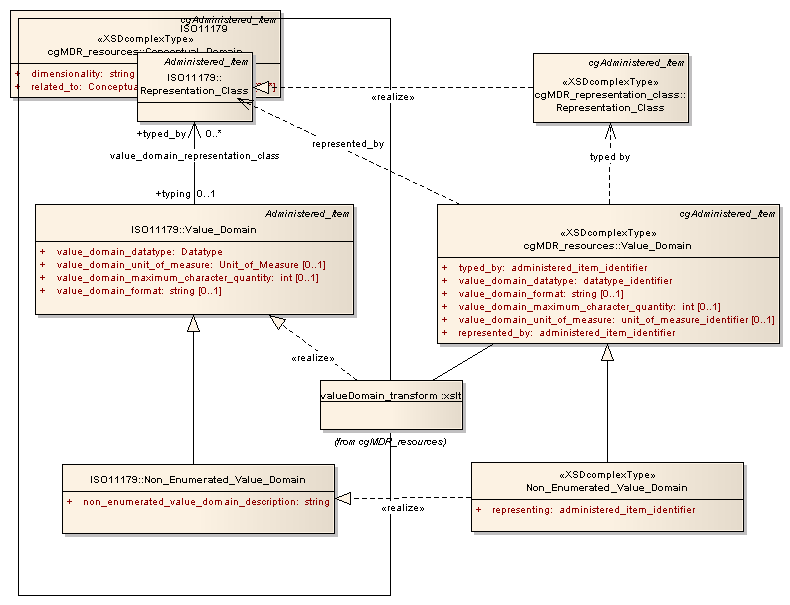 cgAdministered_Item
ISO11179
«XSDcomplexType»
cgMDR_resources::Conceptual_Domain
+ dimensionality: string
+ related_to: Conceptua
Administered_Item
ISO11179::
Representation_Class
cgAdministered_Item
«XSDcomplexType»
cgMDR_representation_class::
Representation_Class
«realize»
+typed_by 0..*
represented_by
value_domain_representation_class
typed by
+typing 0..1
Administered_Item
ISO11179::Value_Domain
+ value_domain_datatype: Datatype
+ value_domain_unit_of_measure: Unit_of_Measure [0..1]
+ value_domain_maximum_character_quantity: int [0..1]
+ value_domain_format: string [0..1]
cgAdministered_Item
«XSDcomplexType»
cgMDR_resources::Value_Domain
+ typed_by: administered_item_identifier
+ value_domain_datatype: datatype_identifier
+ value_domain_format: string [0..1]
+ value_domain_maximum_character_quantity: int [0..1]
+ value_domain_unit_of_measure: unit_of_measure_identifier [0..1]
+ represented_by: administered_item_identifier
«realize»
valueDomain_transform :xslt
(from cgMDR_resources)
ISO11179::Non_Enumerated_Value_Domain
+ non_enumerated_value_domain_description: string
«XSDcomplexType»
Non_Enumerated_Value_Domain
+ representing: administered_item_identifier
«realize»